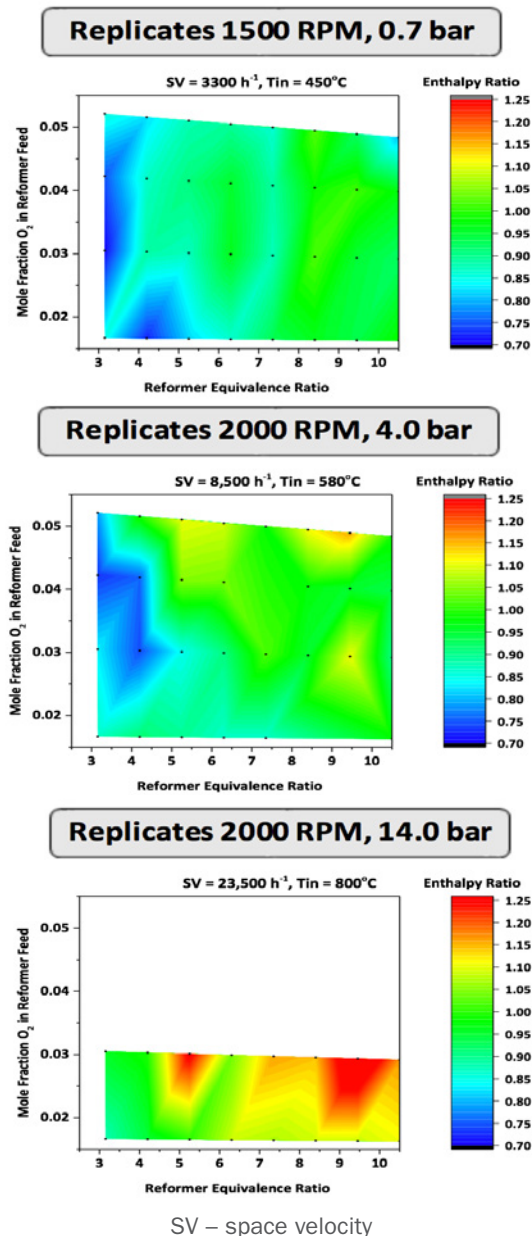 Replicates 1500 RPM, 0.7 bar
SV = 3300 h⁻¹, Tin = 450°C
Enthalpy Ratio
Mole Fraction O₂ in Reformer Feed
0.05
0.04
0.03
0.02
3 4 5 6 7 8 9 10
Reformer Equivalence Ratio
1.25
1.20
1.15
1.10
1.05
1.00
0.95
0.90
0.85
0.80
0.75
0.70
Replicates 2000 RPM, 4.0 bar
SV = 8,500 h⁻¹, Tin = 580°C
Enthalpy Ratio
Mole Fraction O₂ in Reformer Feed
0.05
0.04
0.03
0.02
3 4 5 6 7 8 9 10
Reformer Equivalence Ratio
1.25
1.20
1.15
1.10
1.05
1.00
0.95
0.90
0.85
0.80
0.75
0.70
Replicates 2000 RPM, 14.0 bar
SV = 23,500 h⁻¹, Tin = 800°C
Enthalpy Ratio
Mole Fraction O₂ in Reformer Feed
0.05
0.04
0.03
0.02
3 4 5 6 7 8 9 10
Reformer Equivalence Ratio
1.25
1.20
1.15
1.10
1.05
1.00
0.95
0.90
0.85
0.80
0.75
0.70
SV – space velocity